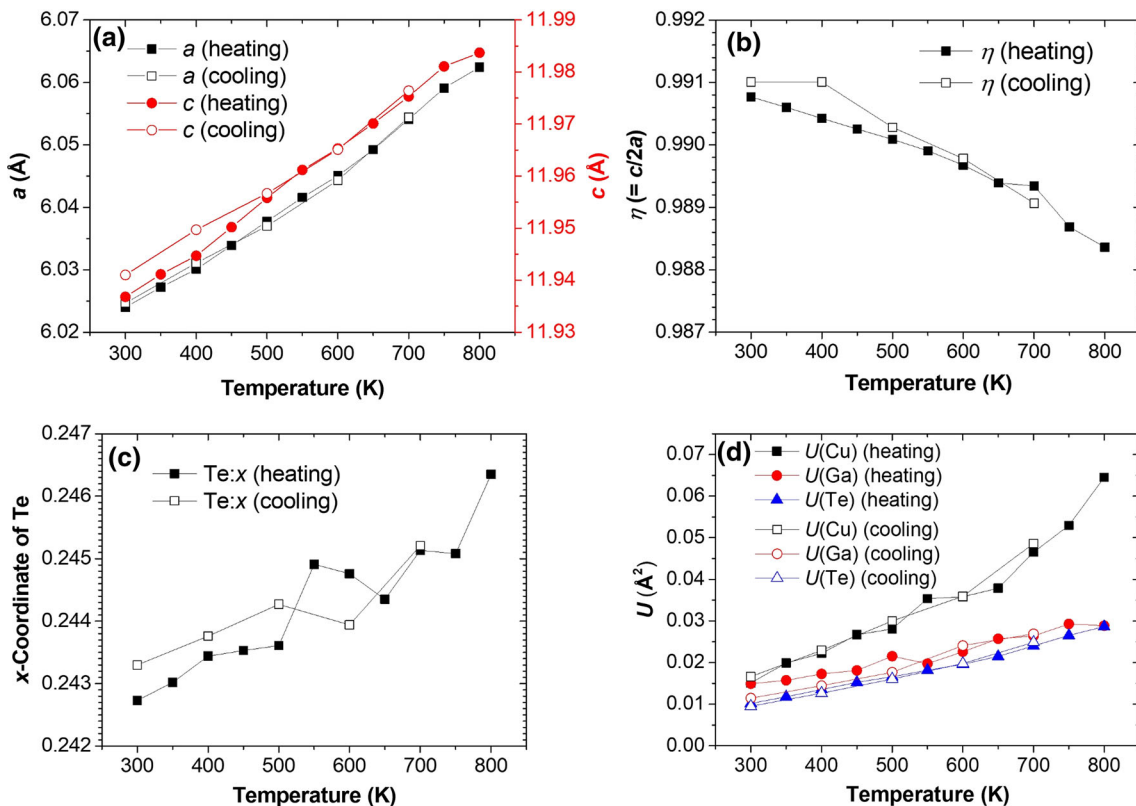 (a)
a (heating)
a (cooling)
c (heating)
c (cooling)
6.07
6.06
6.05
6.04
6.03
6.02
a (Å)
11.99
11.98
11.97
11.96
11.95
11.94
11.93
c (Å)
300 400 500 600 700 800
Temperature (K)
(b)
η (heating)
η (cooling)
0.992
0.991
0.990
0.989
0.988
0.987
η (= c/2a)
300 400 500 600 700 800
Temperature (K)
(c)
Te:x (heating)
Te:x (cooling)
0.247
0.246
0.245
0.244
0.243
0.242
x-Coordinate of Te
300 400 500 600 700 800
Temperature (K)
(d)
U(Cu) (heating)
U(Ga) (heating)
U(Te) (heating)
U(Cu) (cooling)
U(Ga) (cooling)
U(Te) (cooling)
0.07
0.06
0.05
0.04
0.03
0.02
0.01
0.00
U (Å²)
300 400 500 600 700 800
Temperature (K)